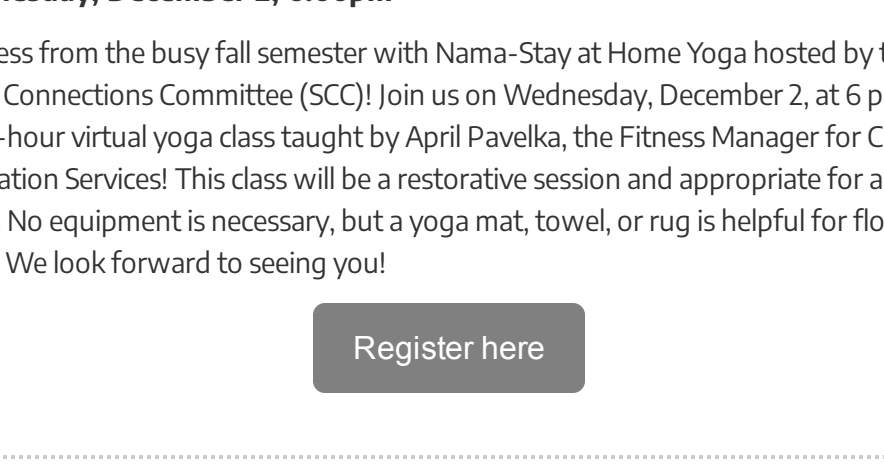 ess from the busy fall semester with Nama-Stay at Home Yoga hosted by t
Connections Committee (SCC)! Join us on Wednesday, December 2, at 6 p
-hour virtual yoga class taught by April Pavelka, the Fitness Manager for C
ation Services! This class will be a restorative session and appropriate for a
No equipment is necessary, but a yoga mat, towel, or rug is helpful for flo
We look forward to seeing you!
Register here